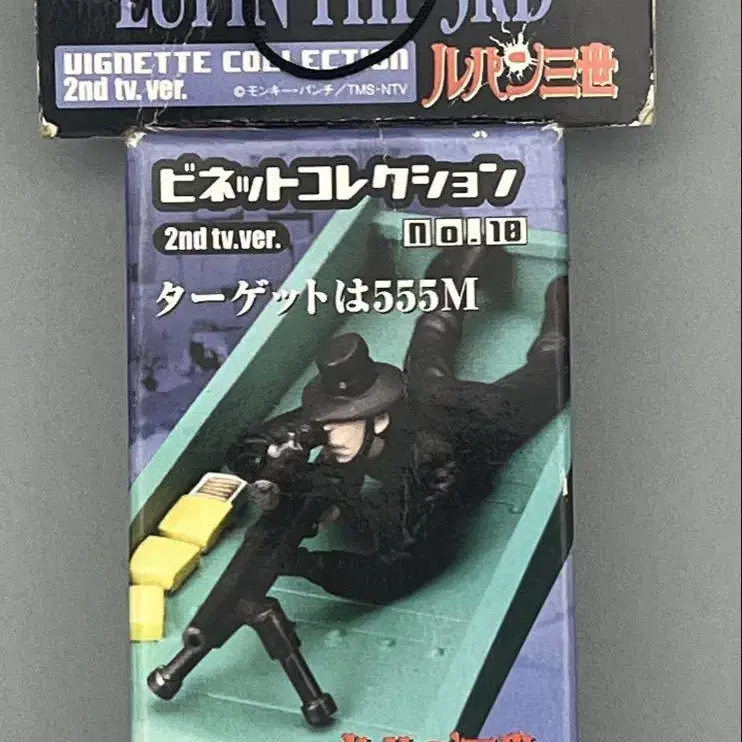 LUPIN THE 3RD
VIGNETTE COLLECTION
2nd tv. ver.
©モンキー・パンチ/TMS・NTV
ルパン三世
ビネットコレクション
2nd tv.ver.
no.10
ターゲットは555M